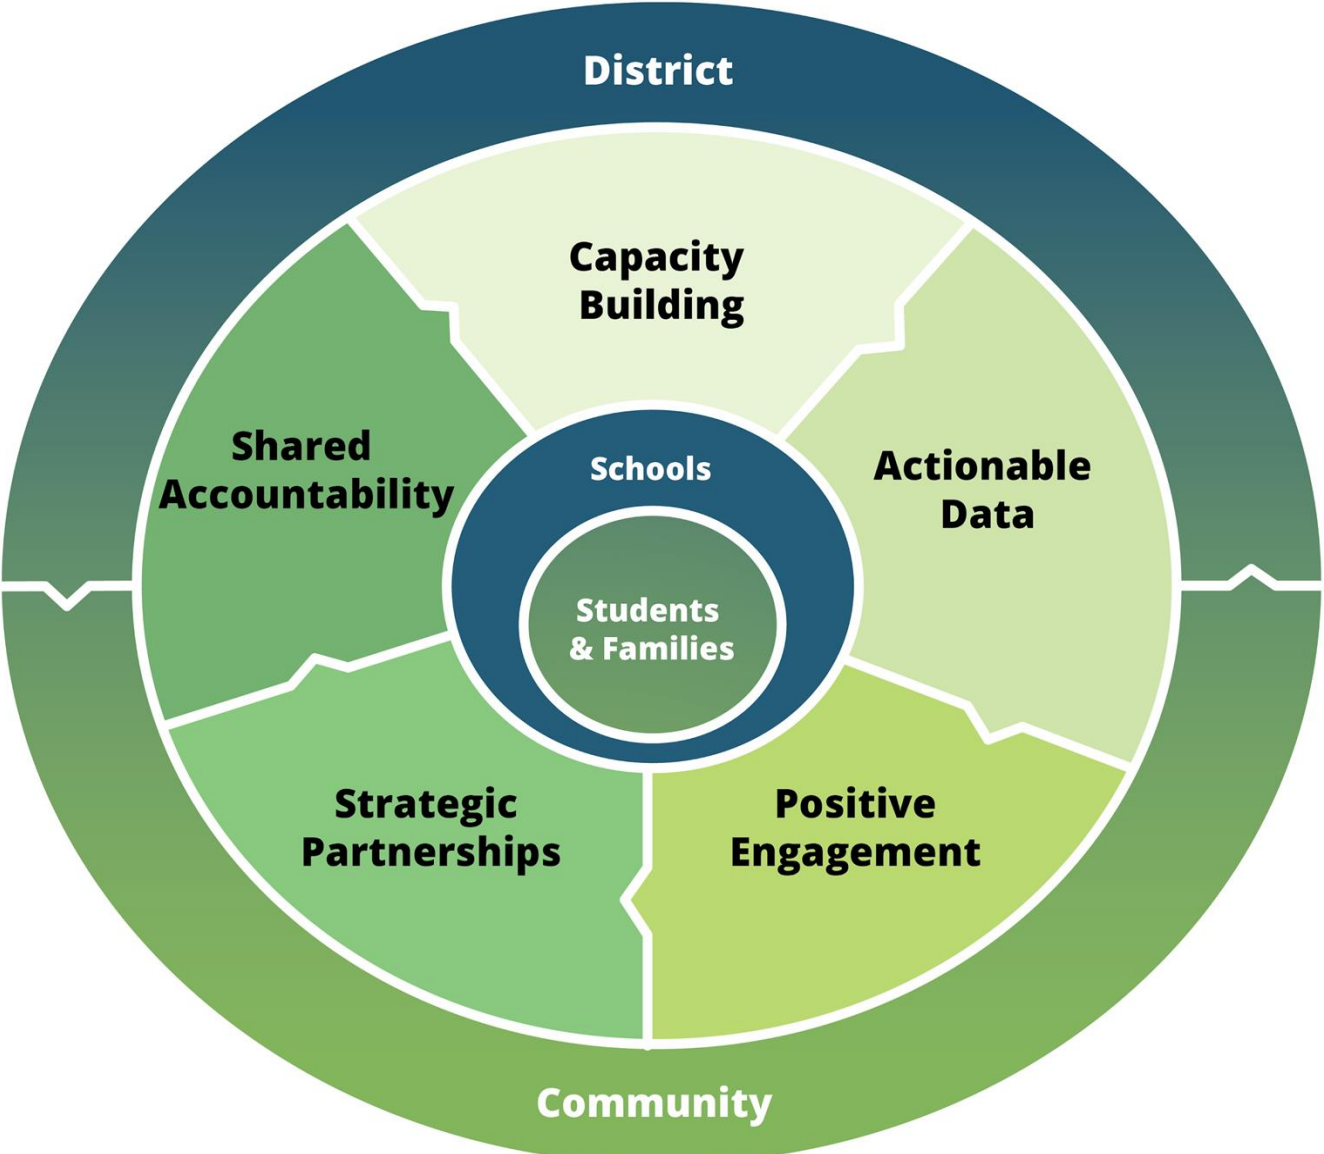 District
Capacity
Building
Shared
Accountability
Actionable
Data
Schools
Students
& Families
Strategic
Partnerships
Positive
Engagement
Community